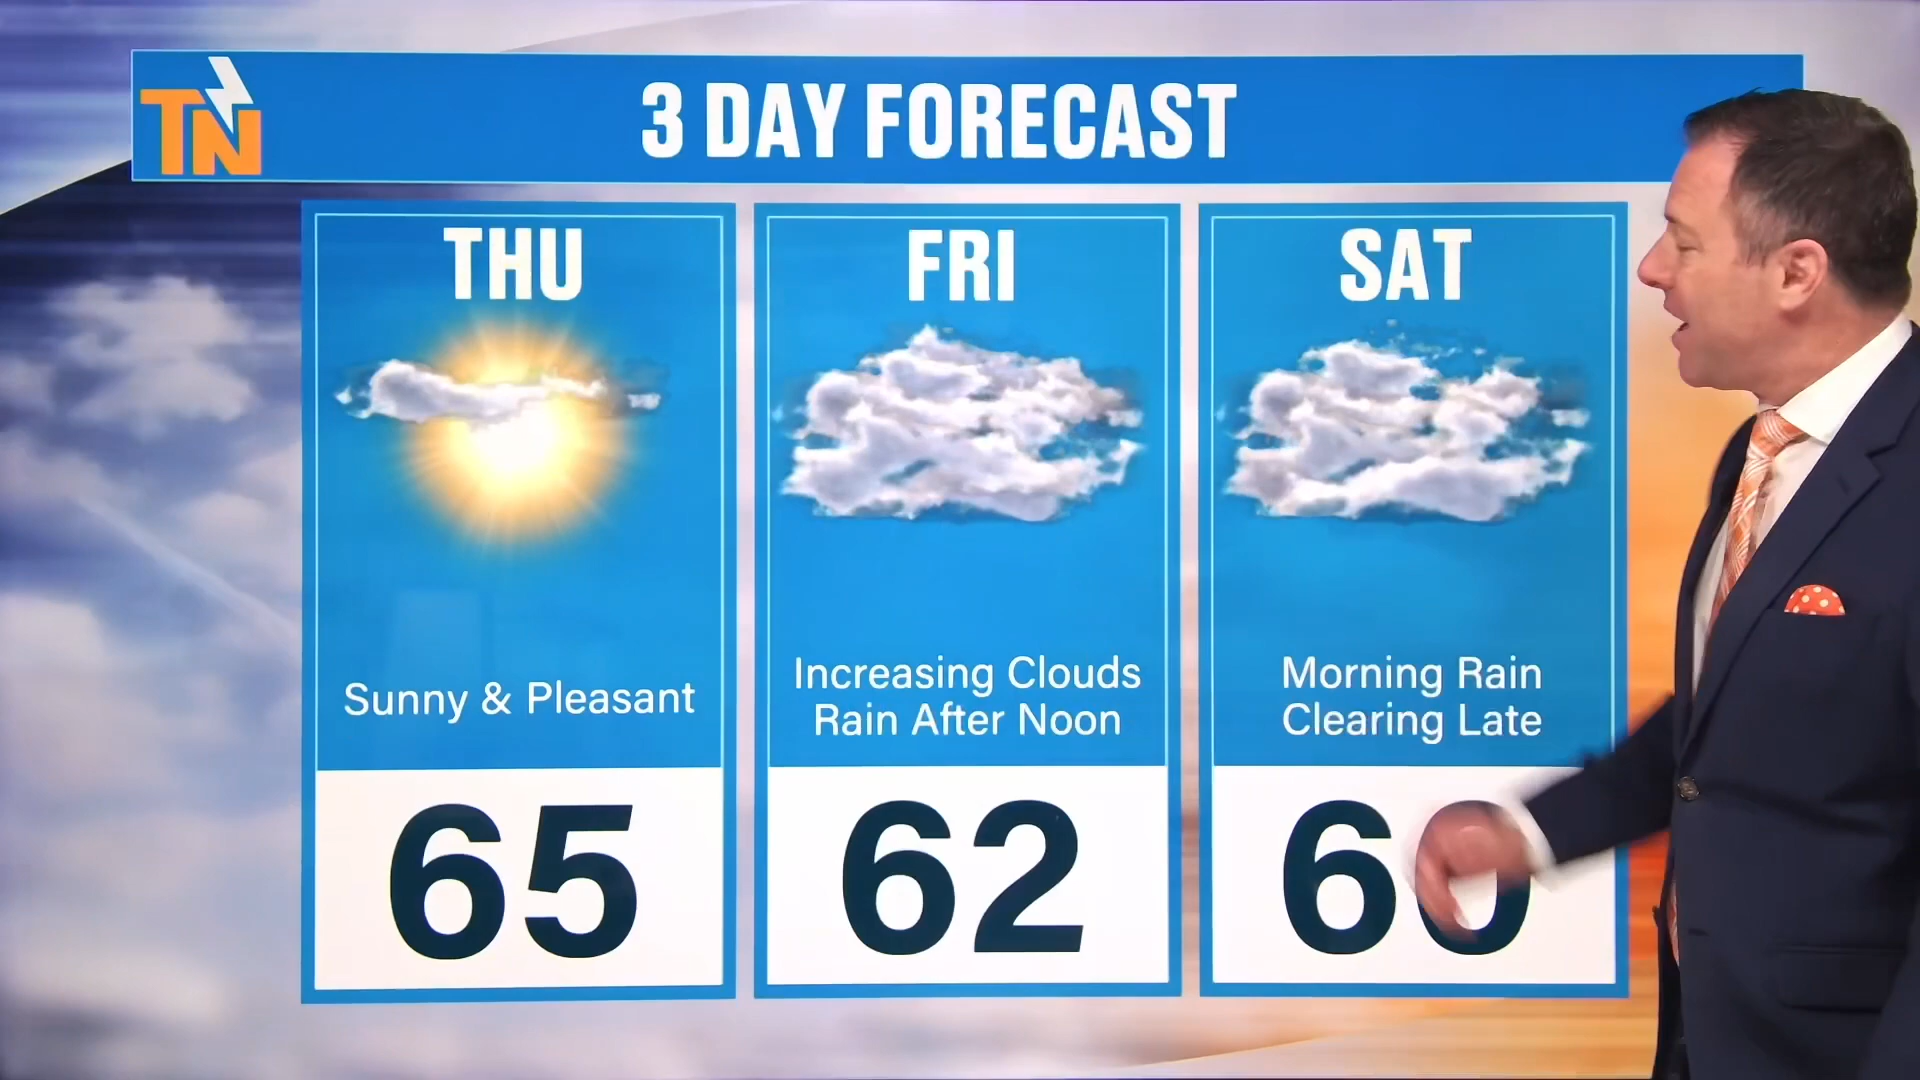 TN
3 DAY FORECAST
THU
Sunny & Pleasant
65
FRI
Increasing Clouds
Rain After Noon
62
SAT
Morning Rain
Clearing Late
60